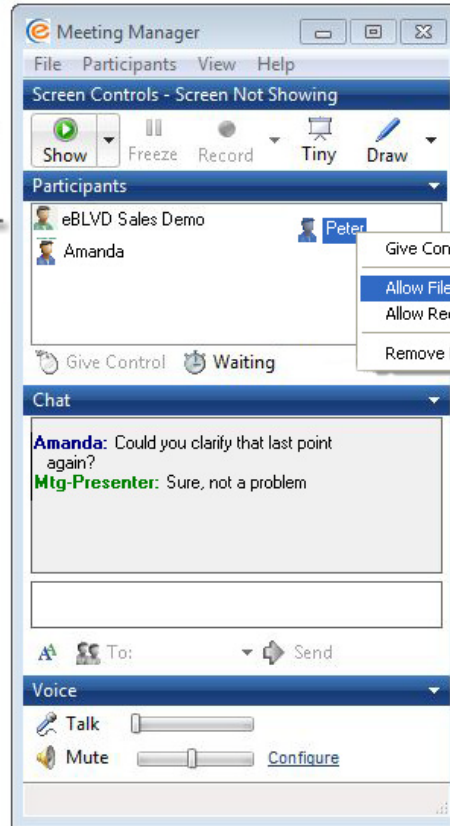 Meeting Manager
File Participants View Help
Screen Controls - Screen Not Showing
Show Freeze Record Tiny Draw
Participants
eBLVD Sales Demo
Peter
Amanda
Give Con
Allow File
Allow Rec
Remove
Give Control Waiting
Chat
Amanda: Could you clarify that last point
again?
Mtg-Presenter: Sure, not a problem
AA To: Send
Voice
Talk
Mute Configure